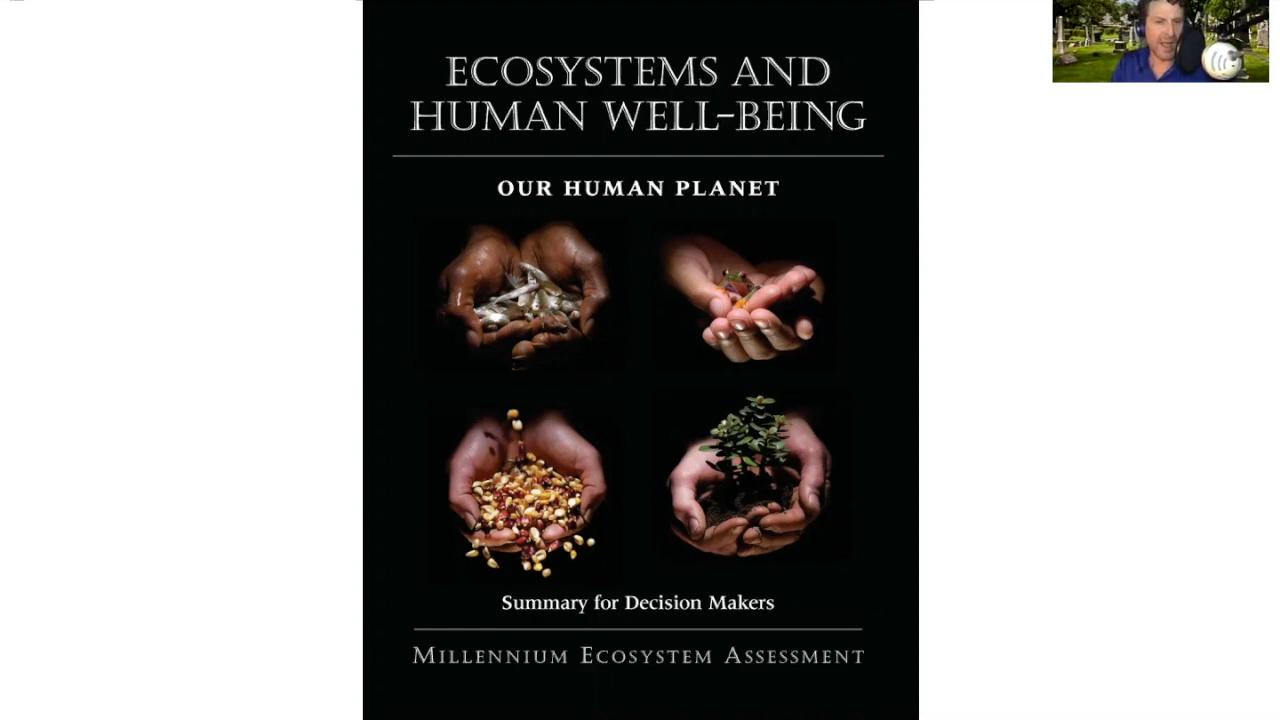 ECOSYSTEMS AND
HUMAN WELL-BEING
OUR HUMAN PLANET
Summary for Decision Makers
MILLENNIUM ECOSYSTEM ASSESSMENT